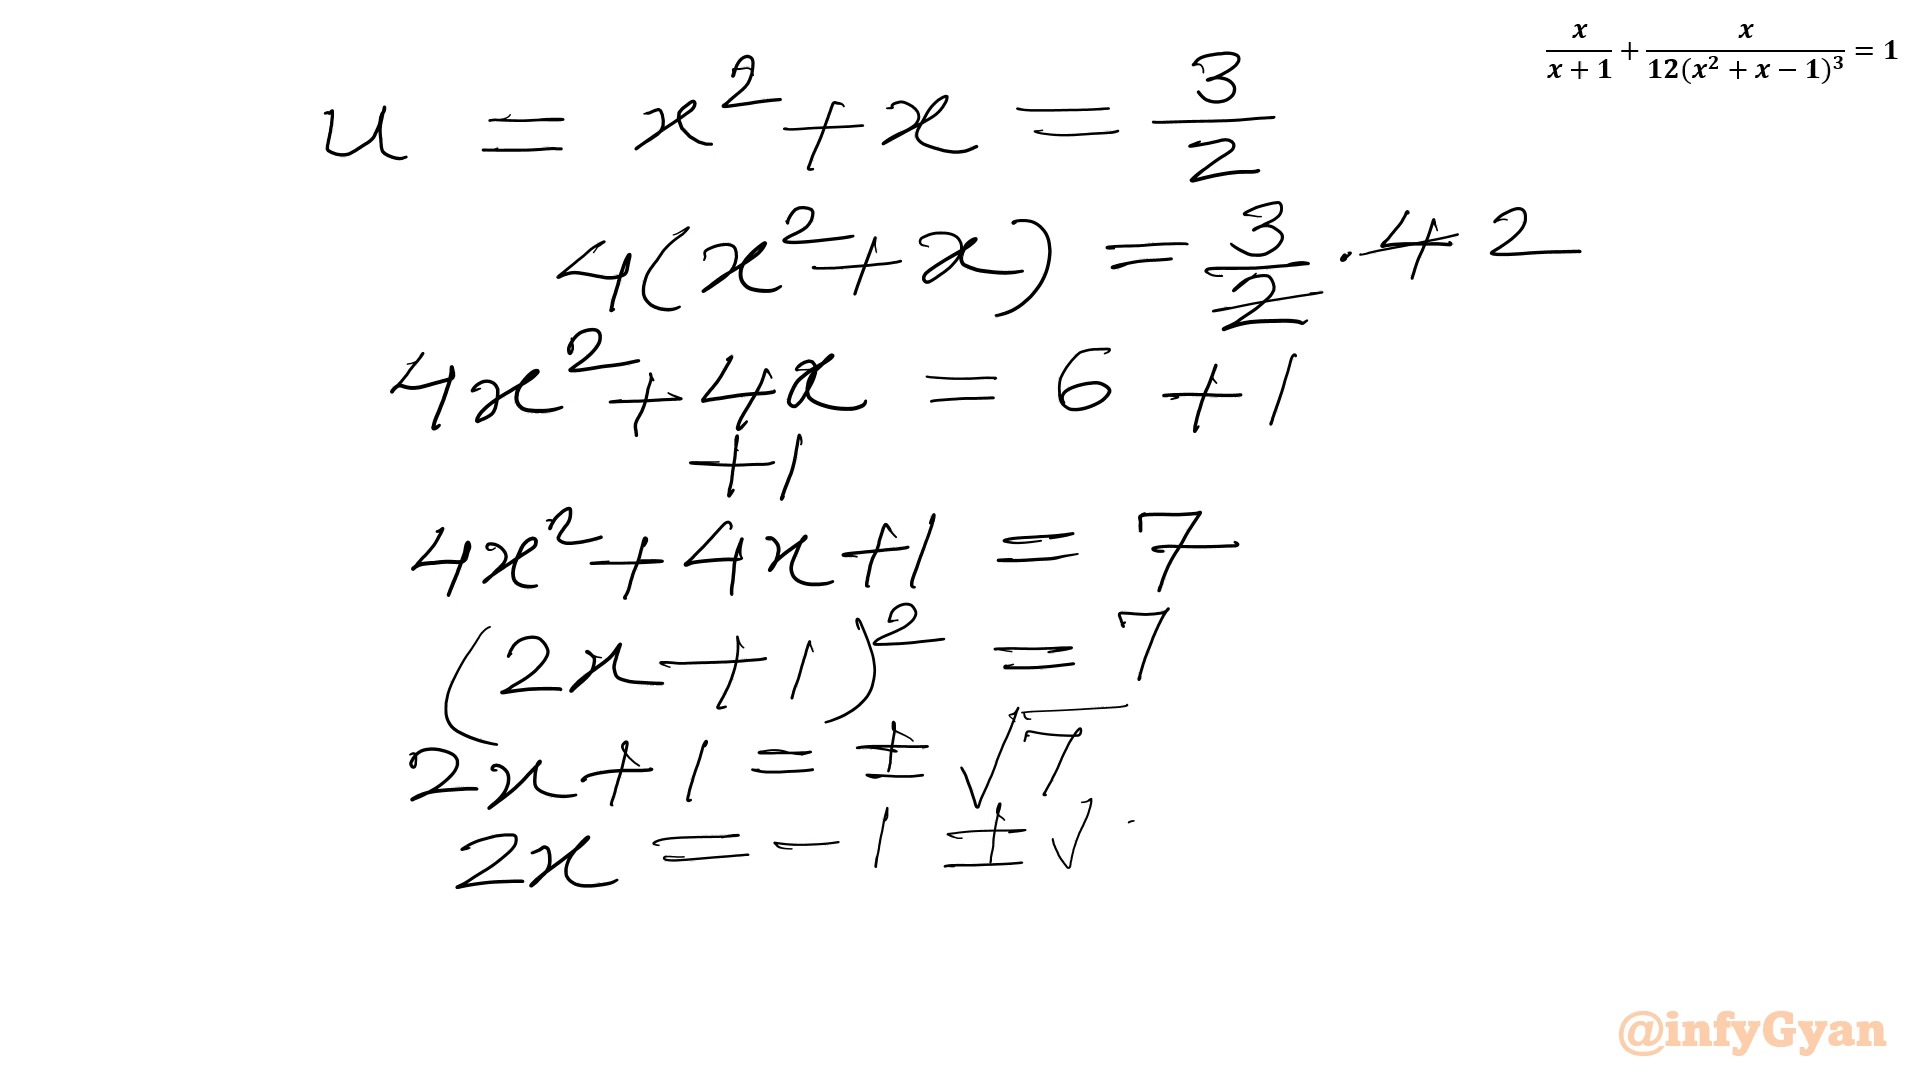 x/(x + 1) + x/(12(x² + x − 1)³) = 1
u = x² + x = 3/2
4(x² + x) = 3/2 · 4 2
4x² + 4x = 6 + 1
+1
4x² + 4x + 1 = 7
(2x + 1)² = 7
2x + 1 = ± √7
2x = − 1 ± √
@infyGyan